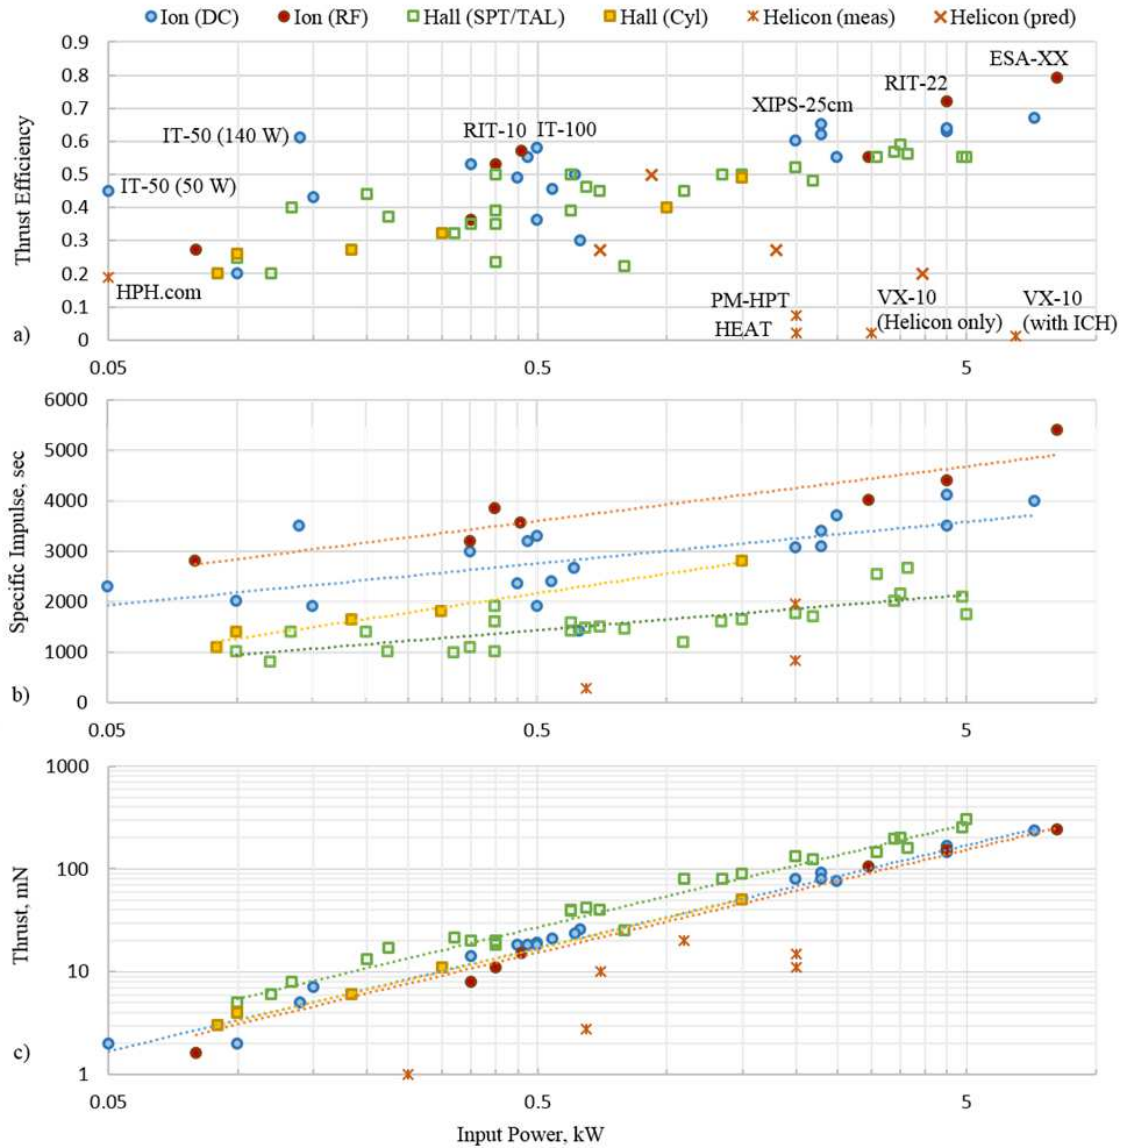 Ion (DC) Ion (RF) Hall (SPT/TAL) Hall (Cyl) Helicon (meas) Helicon (pred)
a)
Thrust Efficiency
0.9
0.8
0.7
0.6
0.5
0.4
0.3
0.2
0.1
0
ESA-XX
RIT-22
XIPS-25cm
IT-50 (140 W)
RIT-10 IT-100
IT-50 (50 W)
HPH.com
PM-HPT
HEAT
VX-10
(Helicon only)
VX-10
(with ICH)
0.05 0.5 5
b)
Specific Impulse, sec
6000
5000
4000
3000
2000
1000
0
0.05 0.5 5
c)
Thrust, mN
1000
100
10
1
0.05 0.5 5
Input Power, kW